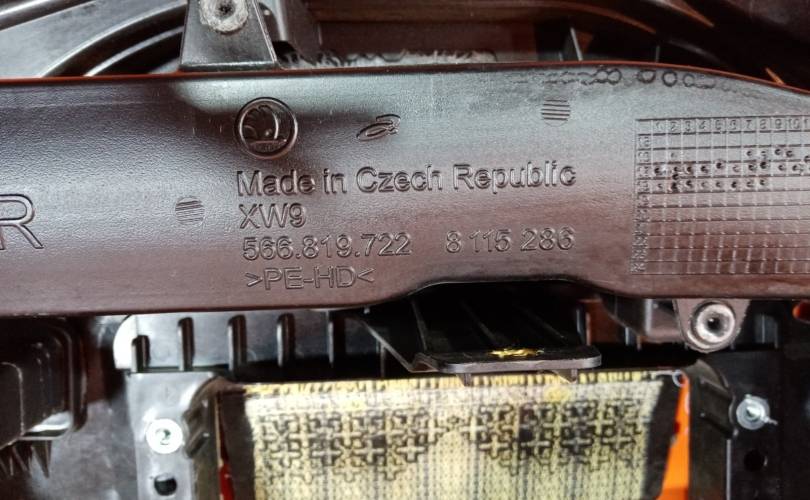 R
Made in Czech Republic
XW9
566.819.722 8 115 286
>PE-HD<